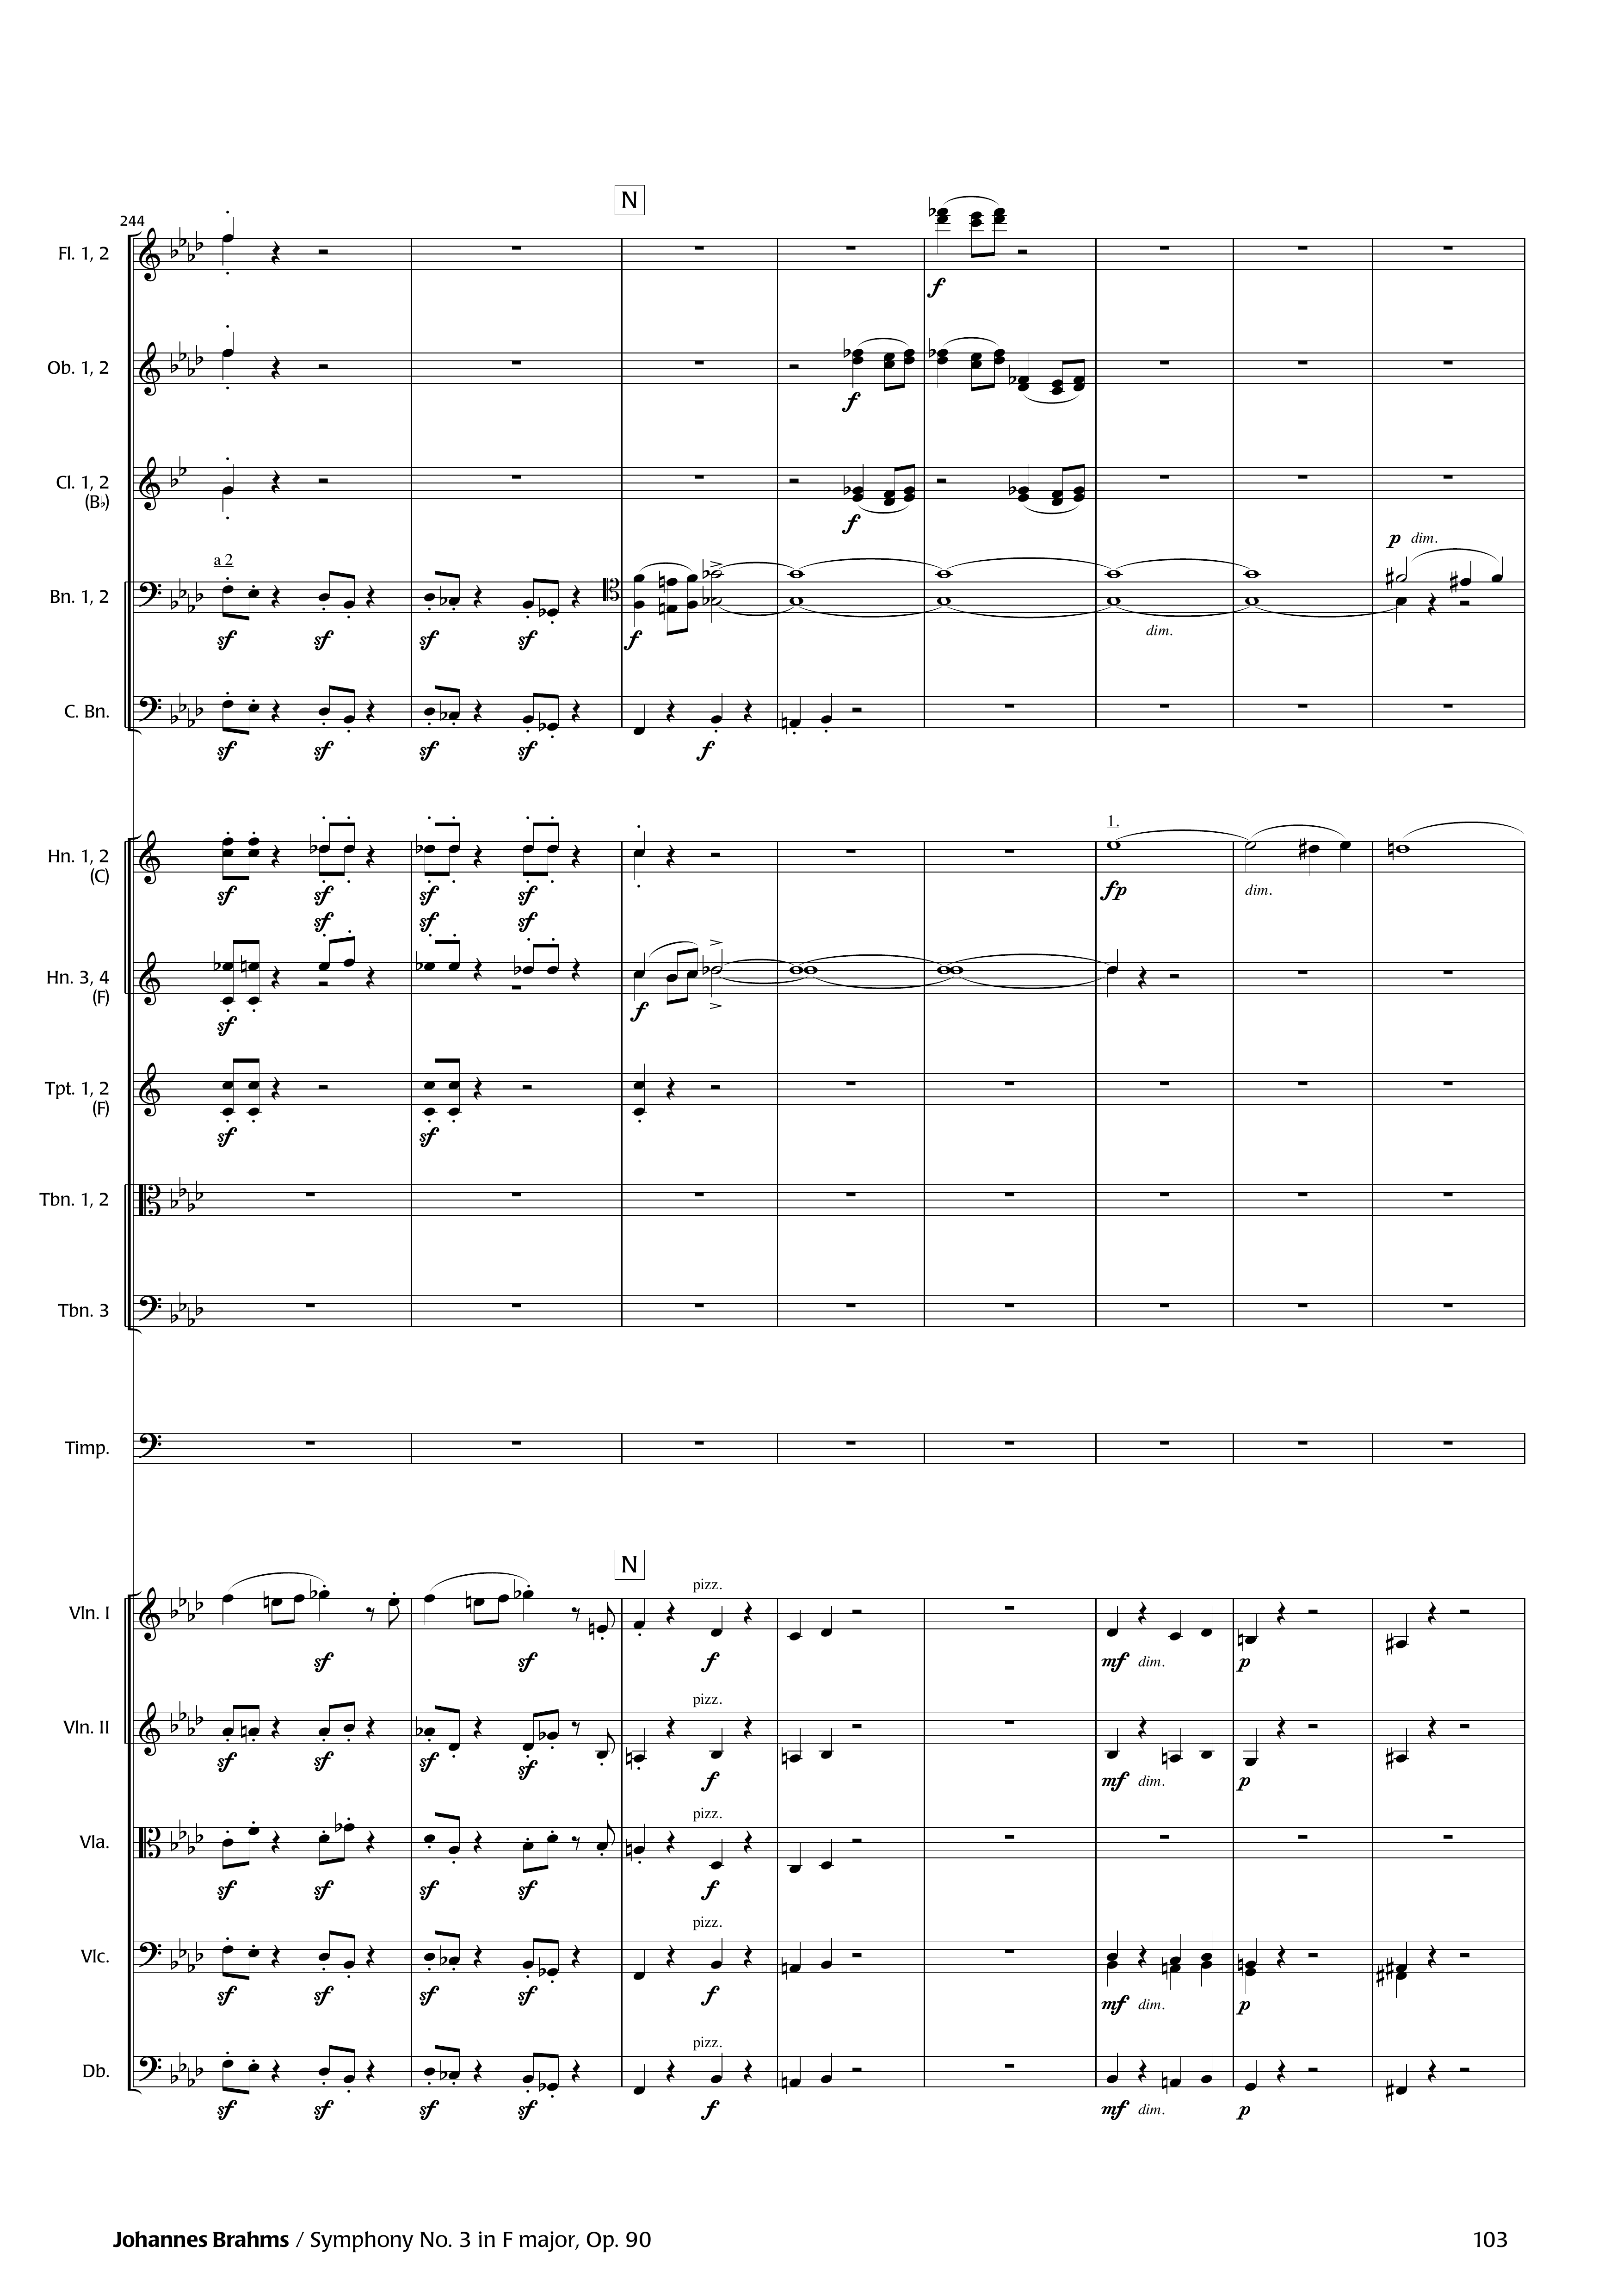 N
244
Fl. 1, 2
f
Ob. 1, 2
f
Cl. 1, 2
(B♭)
f
p dim.
a 2
Bn. 1, 2
sf sf sf sf f
dim.
C. Bn.
sf sf sf sf f
1.
Hn. 1, 2
(C)
sf sf sf sf fp dim.
sf sf sf
Hn. 3, 4
(F)
sf f
Tpt. 1, 2
(F)
sf sf
Tbn. 1, 2
Tbn. 3
Timp.
N
pizz.
Vln. I
sf sf f mf dim. p
pizz.
Vln. II
sf sf sf sf f mf dim. p
pizz.
Vla.
sf sf sf sf f
pizz.
Vlc.
sf sf sf sf f mf dim. p
pizz.
Db.
sf sf sf sf f mf dim. p
Johannes Brahms / Symphony No. 3 in F major, Op. 90 103